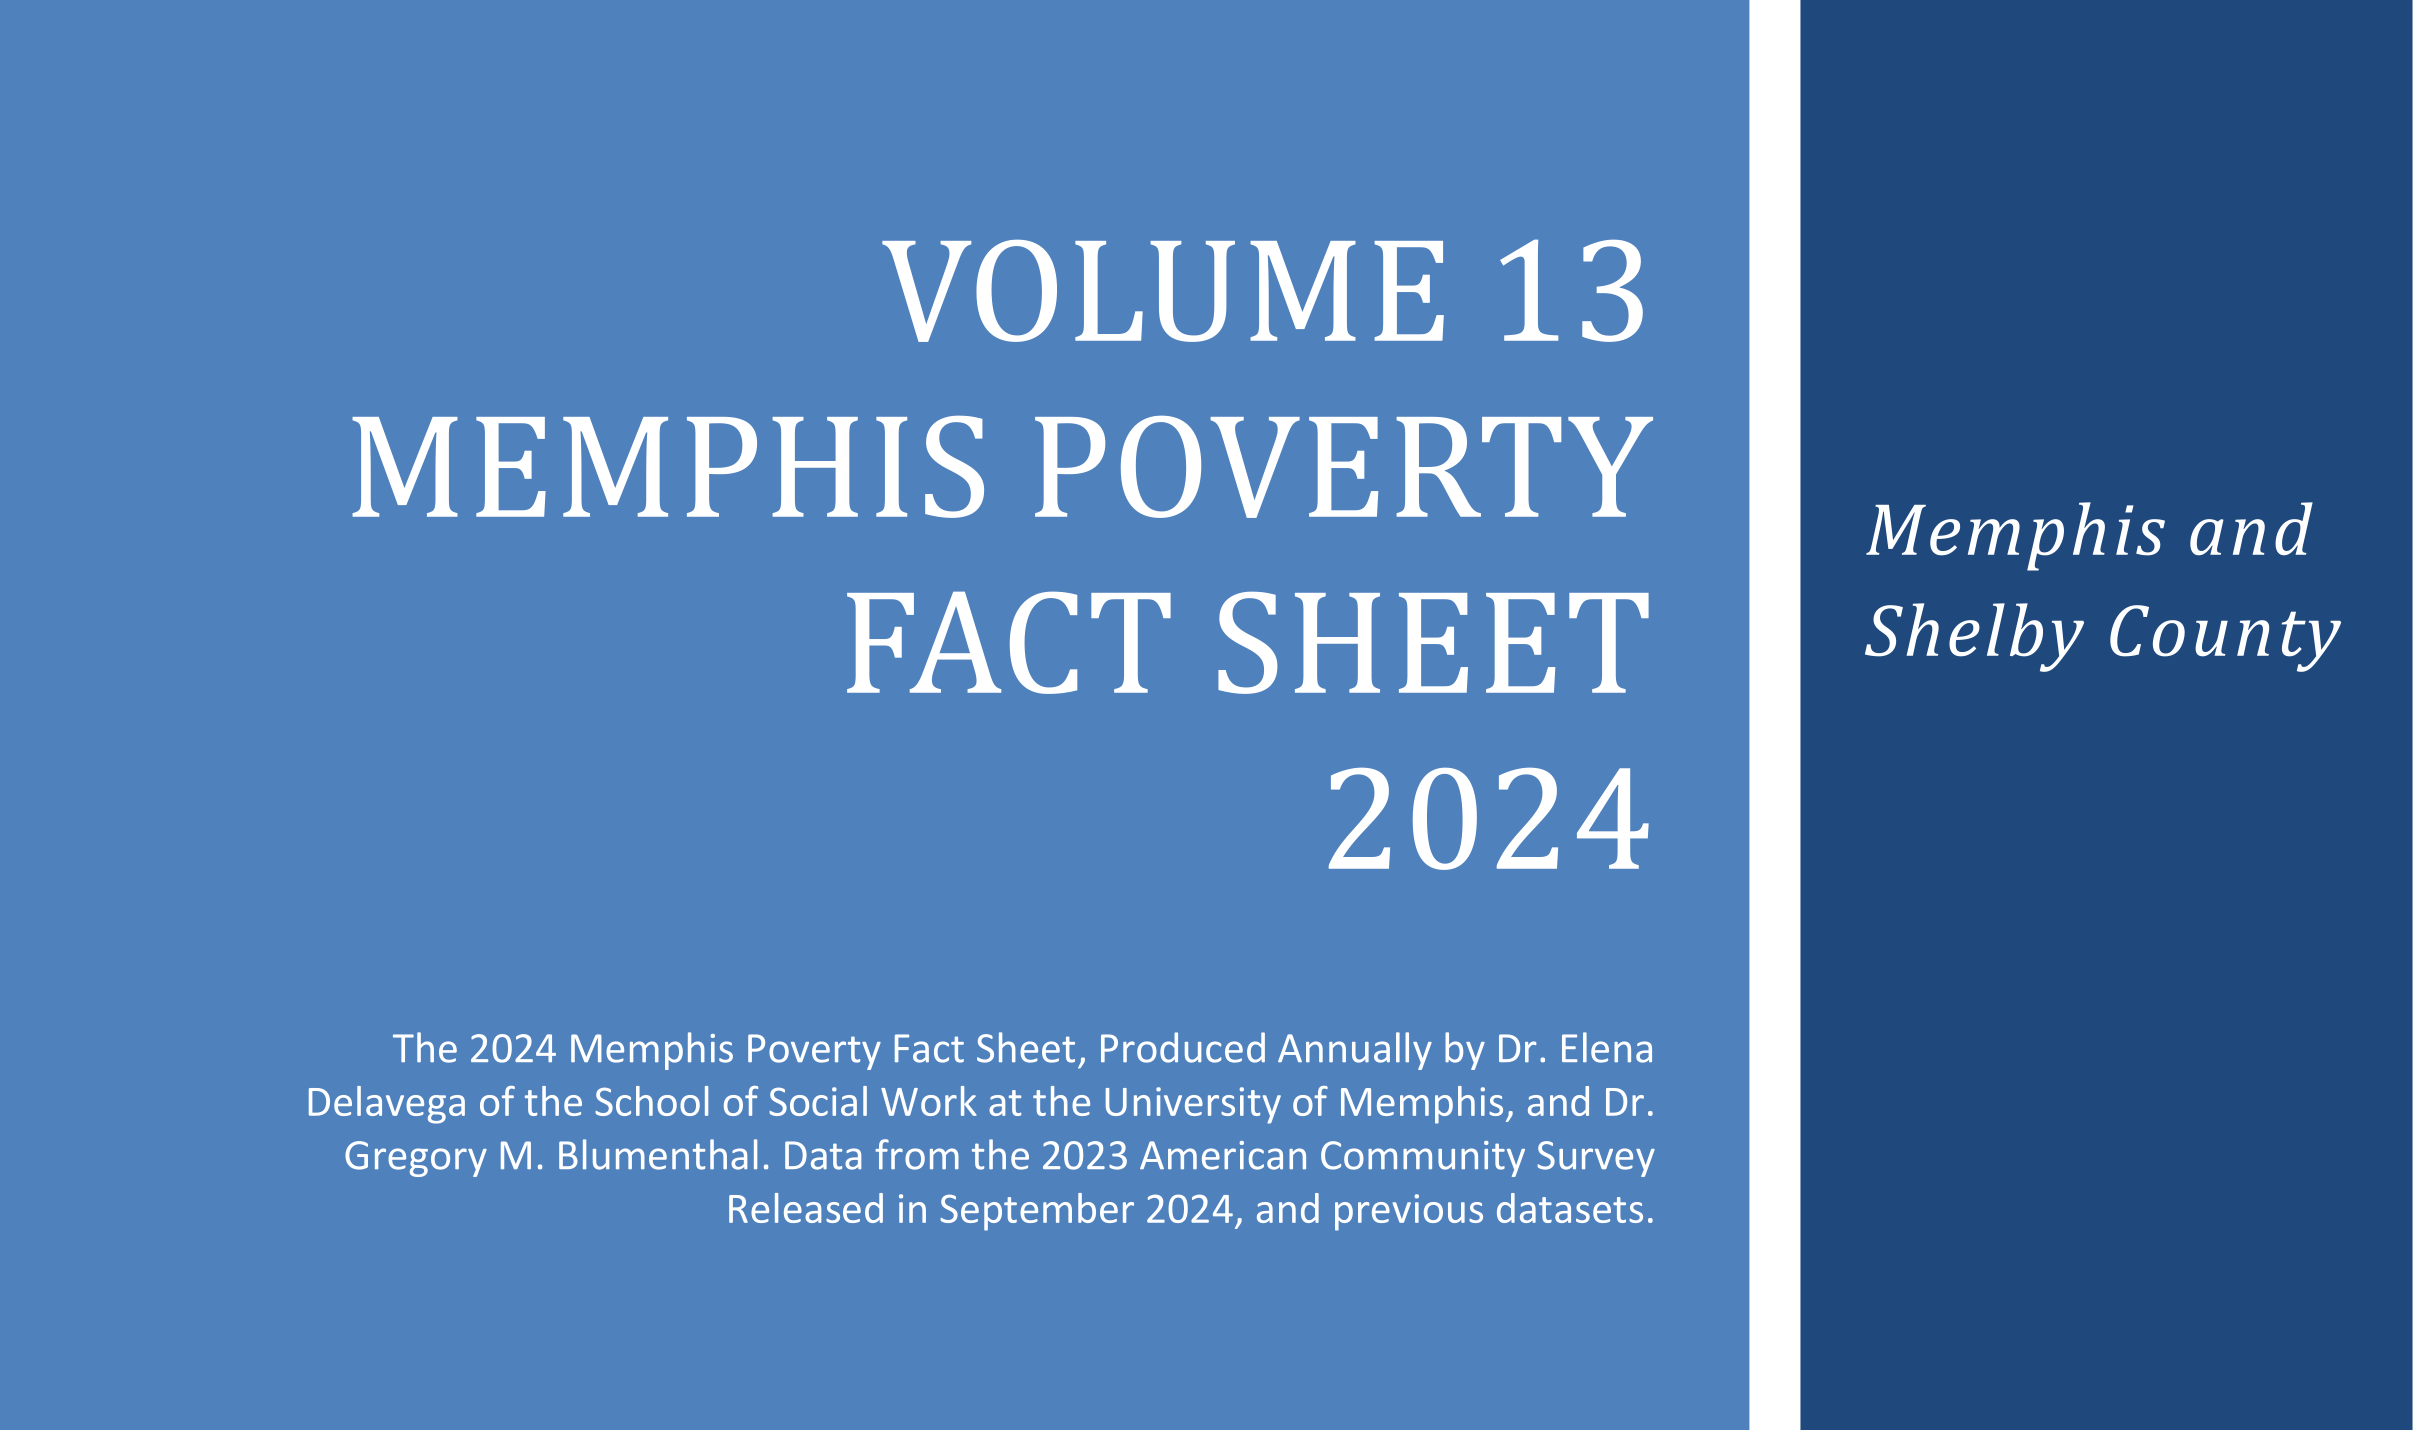 VOLUME 13
MEMPHIS POVERTY
FACT SHEET
2024
The 2024 Memphis Poverty Fact Sheet, Produced Annually by Dr. Elena
Delavega of the School of Social Work at the University of Memphis, and Dr.
Gregory M. Blumenthal. Data from the 2023 American Community Survey
Released in September 2024, and previous datasets.
Memphis and
Shelby County